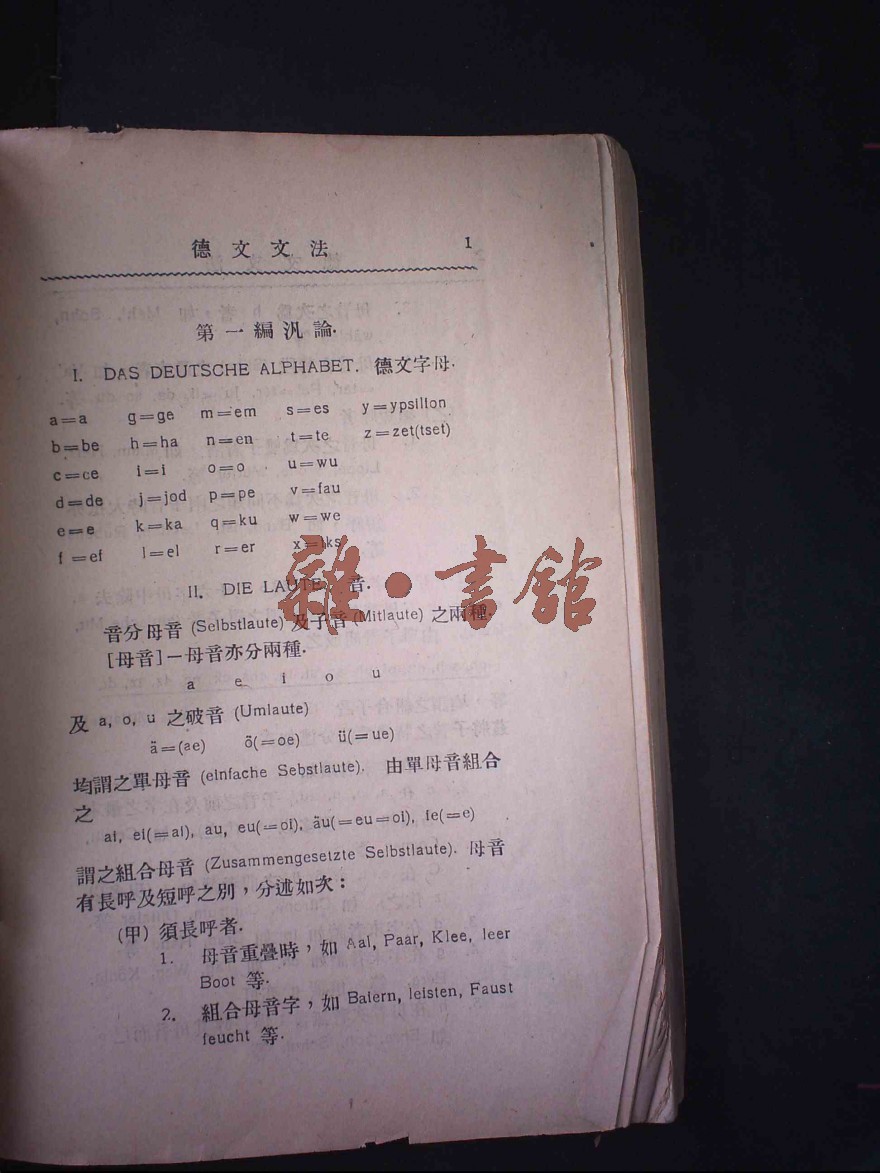 德文文法 1
第一編 汎論.
I. DAS DEUTSCHE ALPHABET. 德文字母.
a=a g=ge m=em s=es y=ypsillon
b=be h=ha n=en t=te z=zet(tset)
c=ce i=i o=o u=wu
d=de j=jod p=pe v=fau
e=e k=ka q=ku w=we
f=ef l=el r=er x=iks
II. DIE LAUTE 音.
音分母音 (Selbstlaute) 及子音 (Mitlaute) 之兩種.
[母音]—母音亦分兩種.
a e i o u
及 a, o, u 之破音 (Umlaute)
ä=(ae) ö(=oe) ü(=ue)
均謂之單母音 (einfache Sebstlaute). 由單母音組合
之
ai, ei(=ai), au, eu(=oi), äu(=eu=oi), ie(=e)
謂之組合母音 (Zusammengesetzte Selbstlaute). 母音
有長呼及短呼之別，分述如次：
(甲) 須長呼者.
1. 母音重疊時，如 Aal, Paar, Klee, leer
Boot 等.
2. 組合母音字，如 Baiern, leisten, Faust
feucht 等.
雜·書館